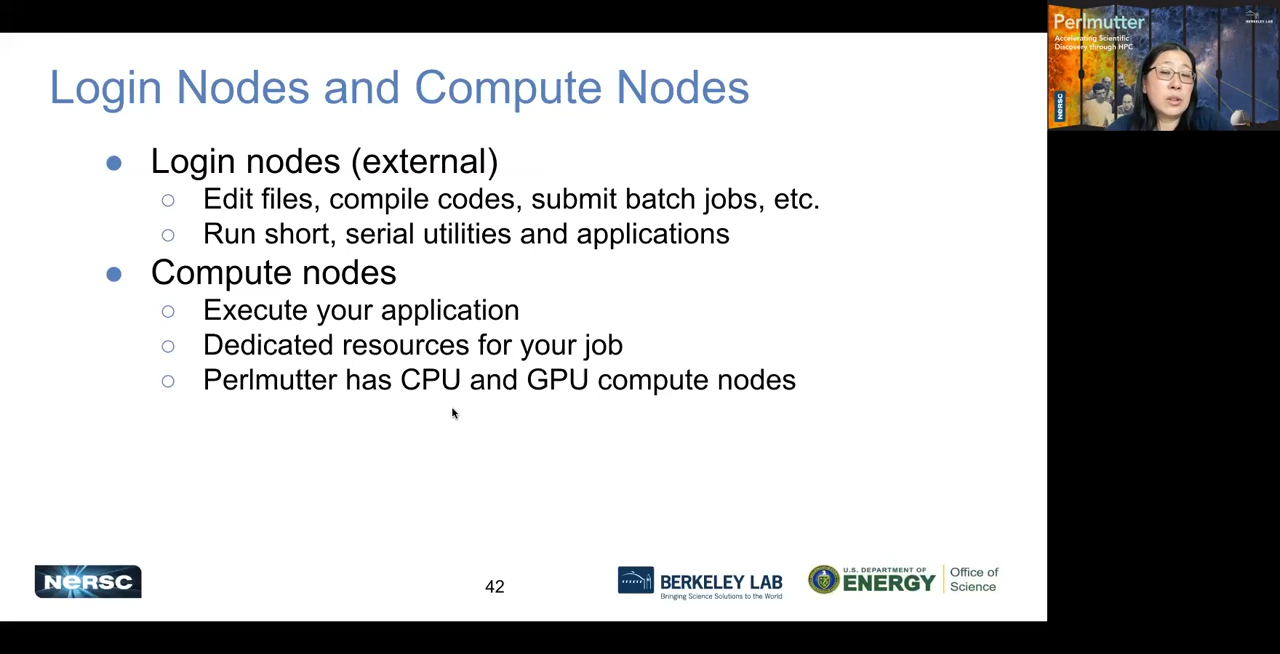 Login Nodes and Compute Nodes
Login nodes (external)
Edit files, compile codes, submit batch jobs, etc.
Run short, serial utilities and applications
Compute nodes
Execute your application
Dedicated resources for your job
Perlmutter has CPU and GPU compute nodes
NERSC
42
BERKELEY LAB
Bringing Science Solutions to the World
U.S. DEPARTMENT OF
ENERGY
Office of
Science
Perlmutter
Accelerating Scientific
Discovery through HPC
NERSC
BERKELEY LAB